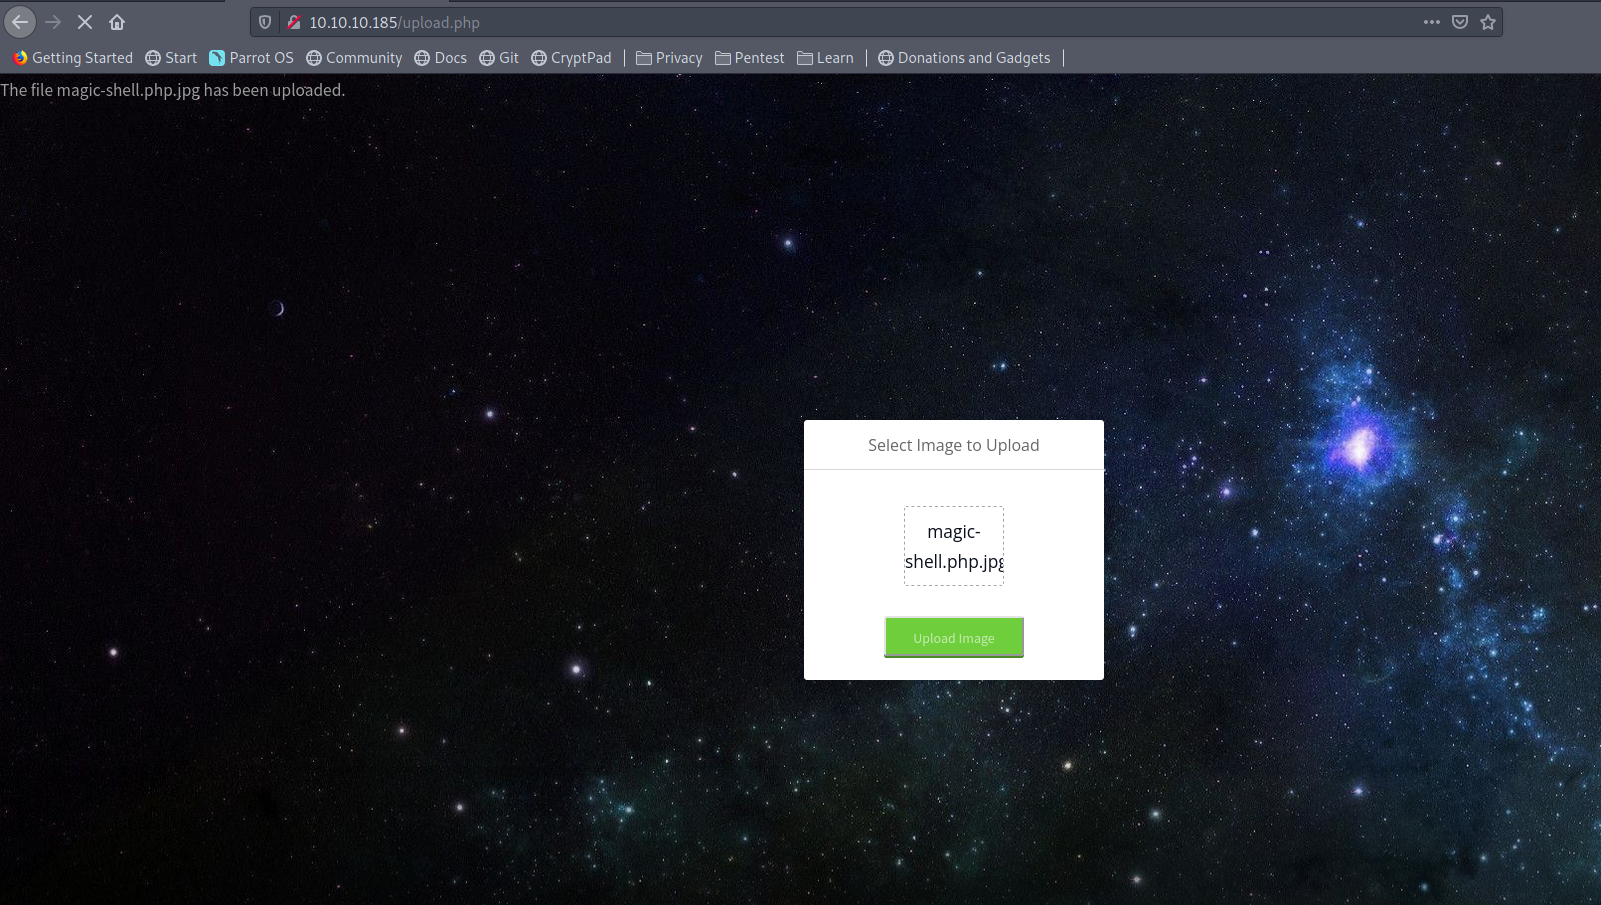 10.10.10.185/upload.php
Getting Started Start Parrot OS Community Docs Git CryptPad Privacy Pentest Learn Donations and Gadgets
The file magic-shell.php.jpg has been uploaded.
Select Image to Upload
magic-
shell.php.jpg
Upload Image